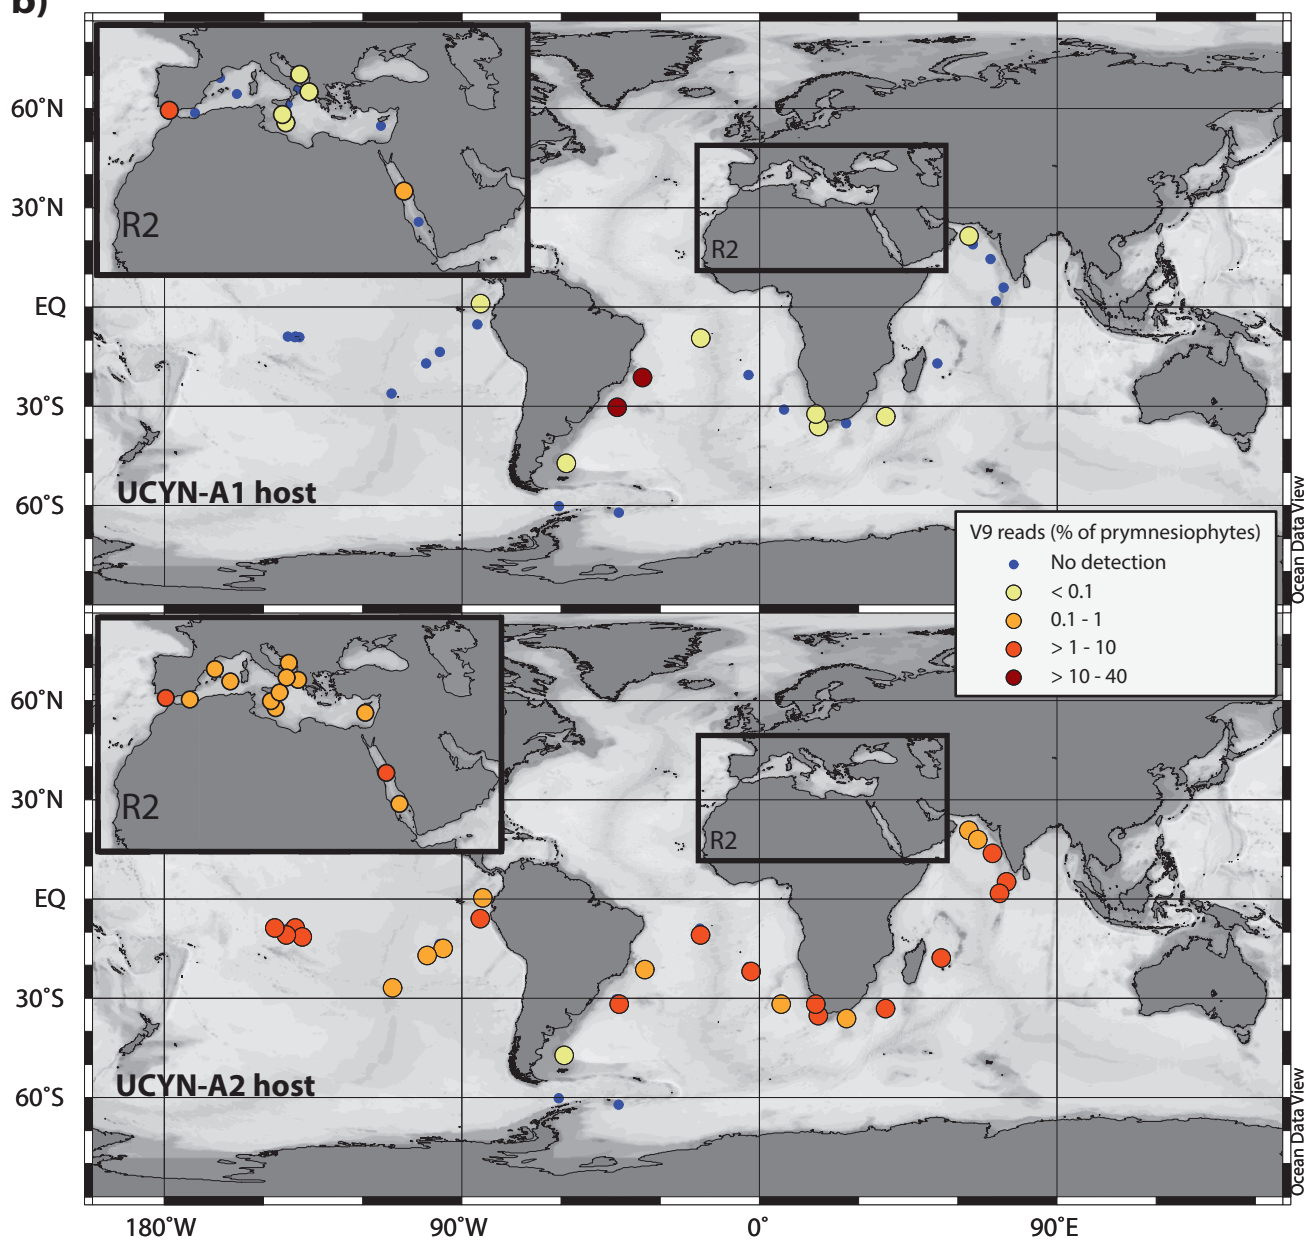 b)
60°N
30°N
EQ
30°S
60°S
R2
R2
UCYN-A1 host
Ocean Data View
V9 reads (% of prymnesiophytes)
No detection
< 0.1
0.1 - 1
> 1 - 10
> 10 - 40
60°N
30°N
EQ
30°S
60°S
R2
R2
UCYN-A2 host
Ocean Data View
180°W 90°W 0° 90°E